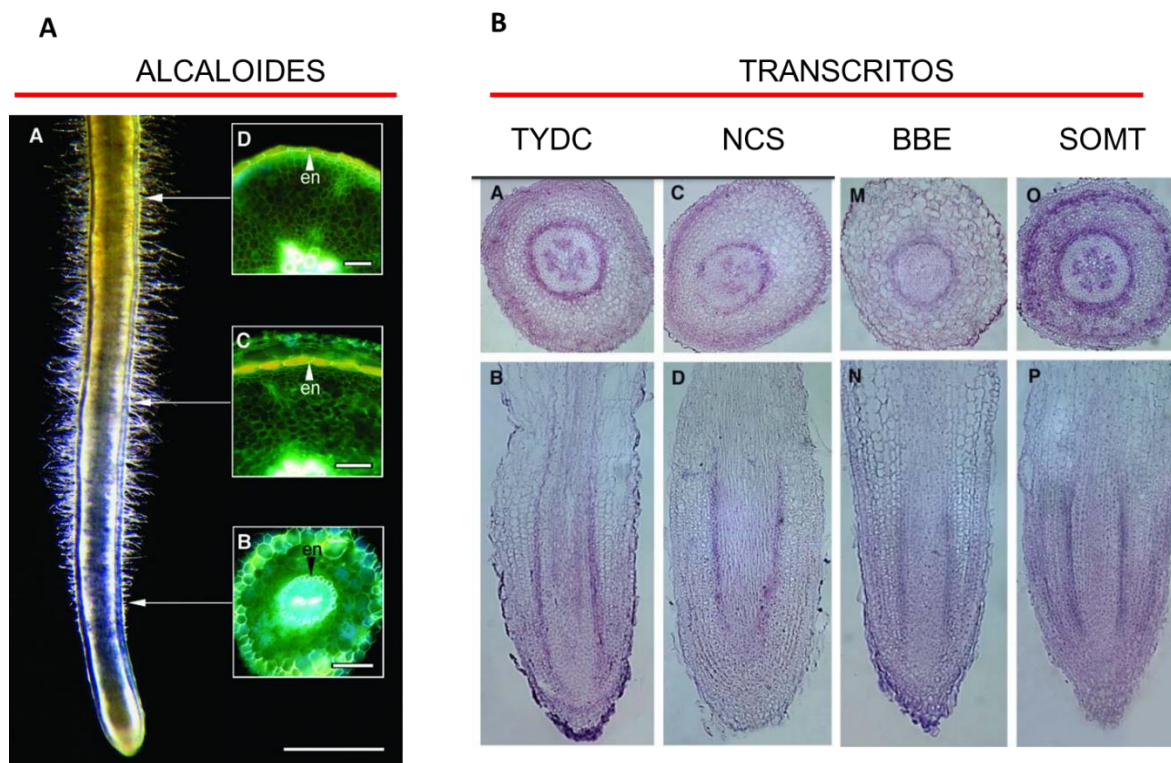 A
ALCALOIDES
A
D
en
C
en
B
en
B
TRANSCRITOS
TYDC
NCS
BBE
SOMT
A
C
M
O
B
D
N
P